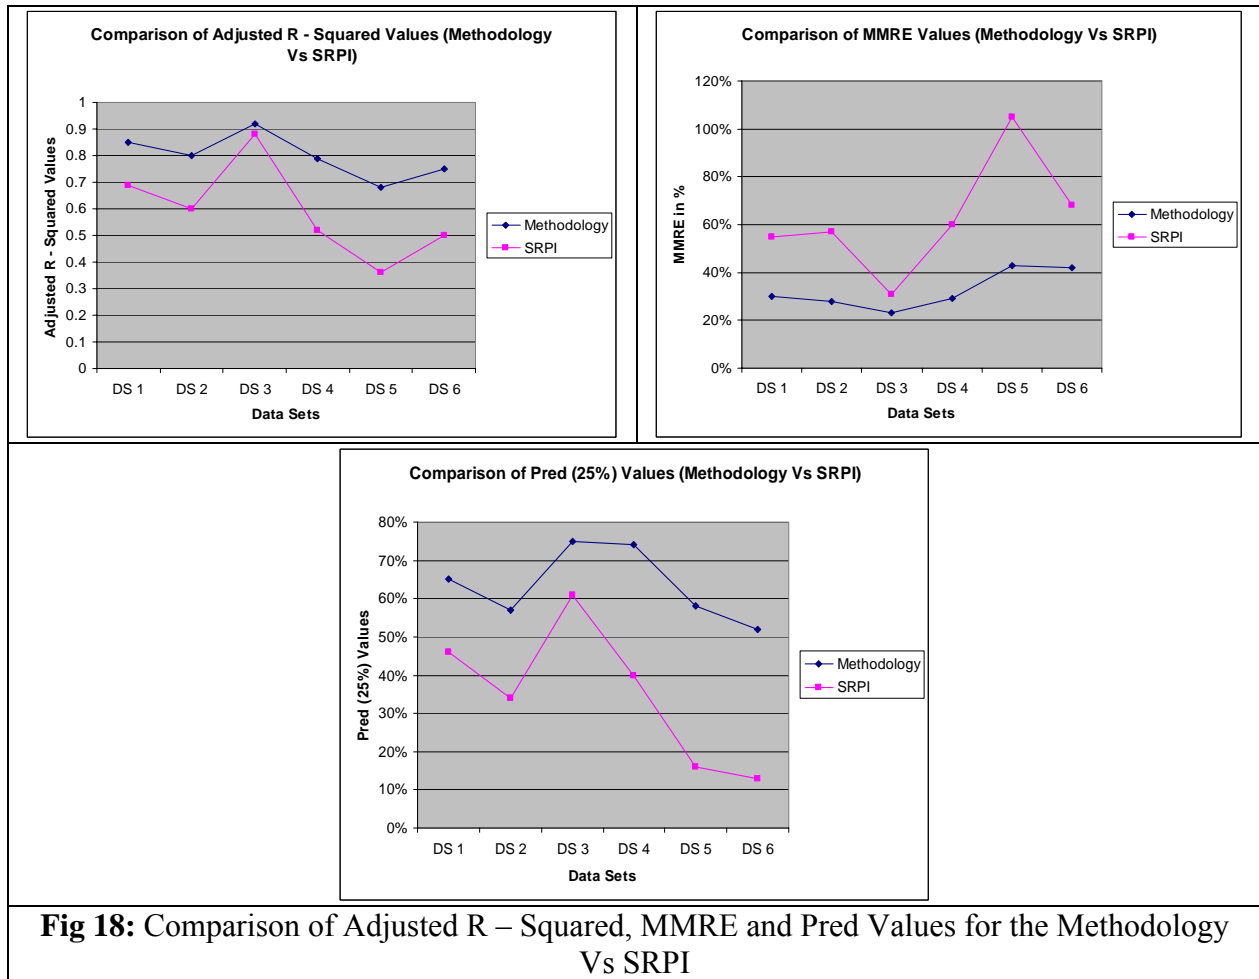 Comparison of Adjusted R - Squared Values (Methodology
Vs SRPI)
Adjusted R - Squared Values
1
0.9
0.8
0.7
0.6
0.5
0.4
0.3
0.2
0.1
0
DS 1 DS 2 DS 3 DS 4 DS 5 DS 6
Data Sets
Methodology
SRPI
Comparison of MMRE Values (Methodology Vs SRPI)
MMRE in %
120%
100%
80%
60%
40%
20%
0%
DS 1 DS 2 DS 3 DS 4 DS 5 DS 6
Data Sets
Methodology
SRPI
Comparison of Pred (25%) Values (Methodology Vs SRPI)
Pred (25%) Values
80%
70%
60%
50%
40%
30%
20%
10%
0%
DS 1 DS 2 DS 3 DS 4 DS 5 DS 6
Data Sets
Methodology
SRPI
Fig 18: Comparison of Adjusted R – Squared, MMRE and Pred Values for the Methodology
Vs SRPI